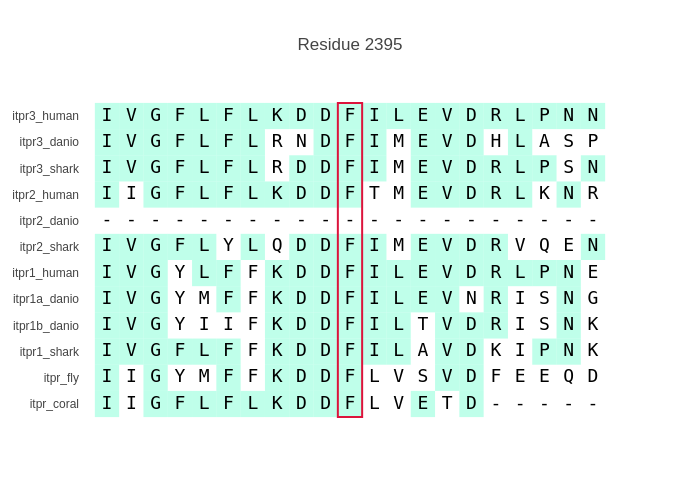 Residue 2395
itpr3_human I V G F L F L K D D F I L E V D R L P N N
itpr3_danio I V G F L F L R N D F I M E V D H L A S P
itpr3_shark I V G F L F L R D D F I M E V D R L P S N
itpr2_human I I G F L F L K D D F T M E V D R L K N R
itpr2_danio - - - - - - - - - - - - - - - - - - - - -
itpr2_shark I V G F L Y L Q D D F I M E V D R V Q E N
itpr1_human I V G Y L F F K D D F I L E V D R L P N E
itpr1a_danio I V G Y M F F K D D F I L E V N R I S N G
itpr1b_danio I V G Y I I F K D D F I L T V D R I S N K
itpr1_shark I V G F L F F K D D F I L A V D K I P N K
itpr_fly I I G Y M F F K D D F L V S V D F E E Q D
itpr_coral I I G F L F L K D D F L V E T D - - - - -